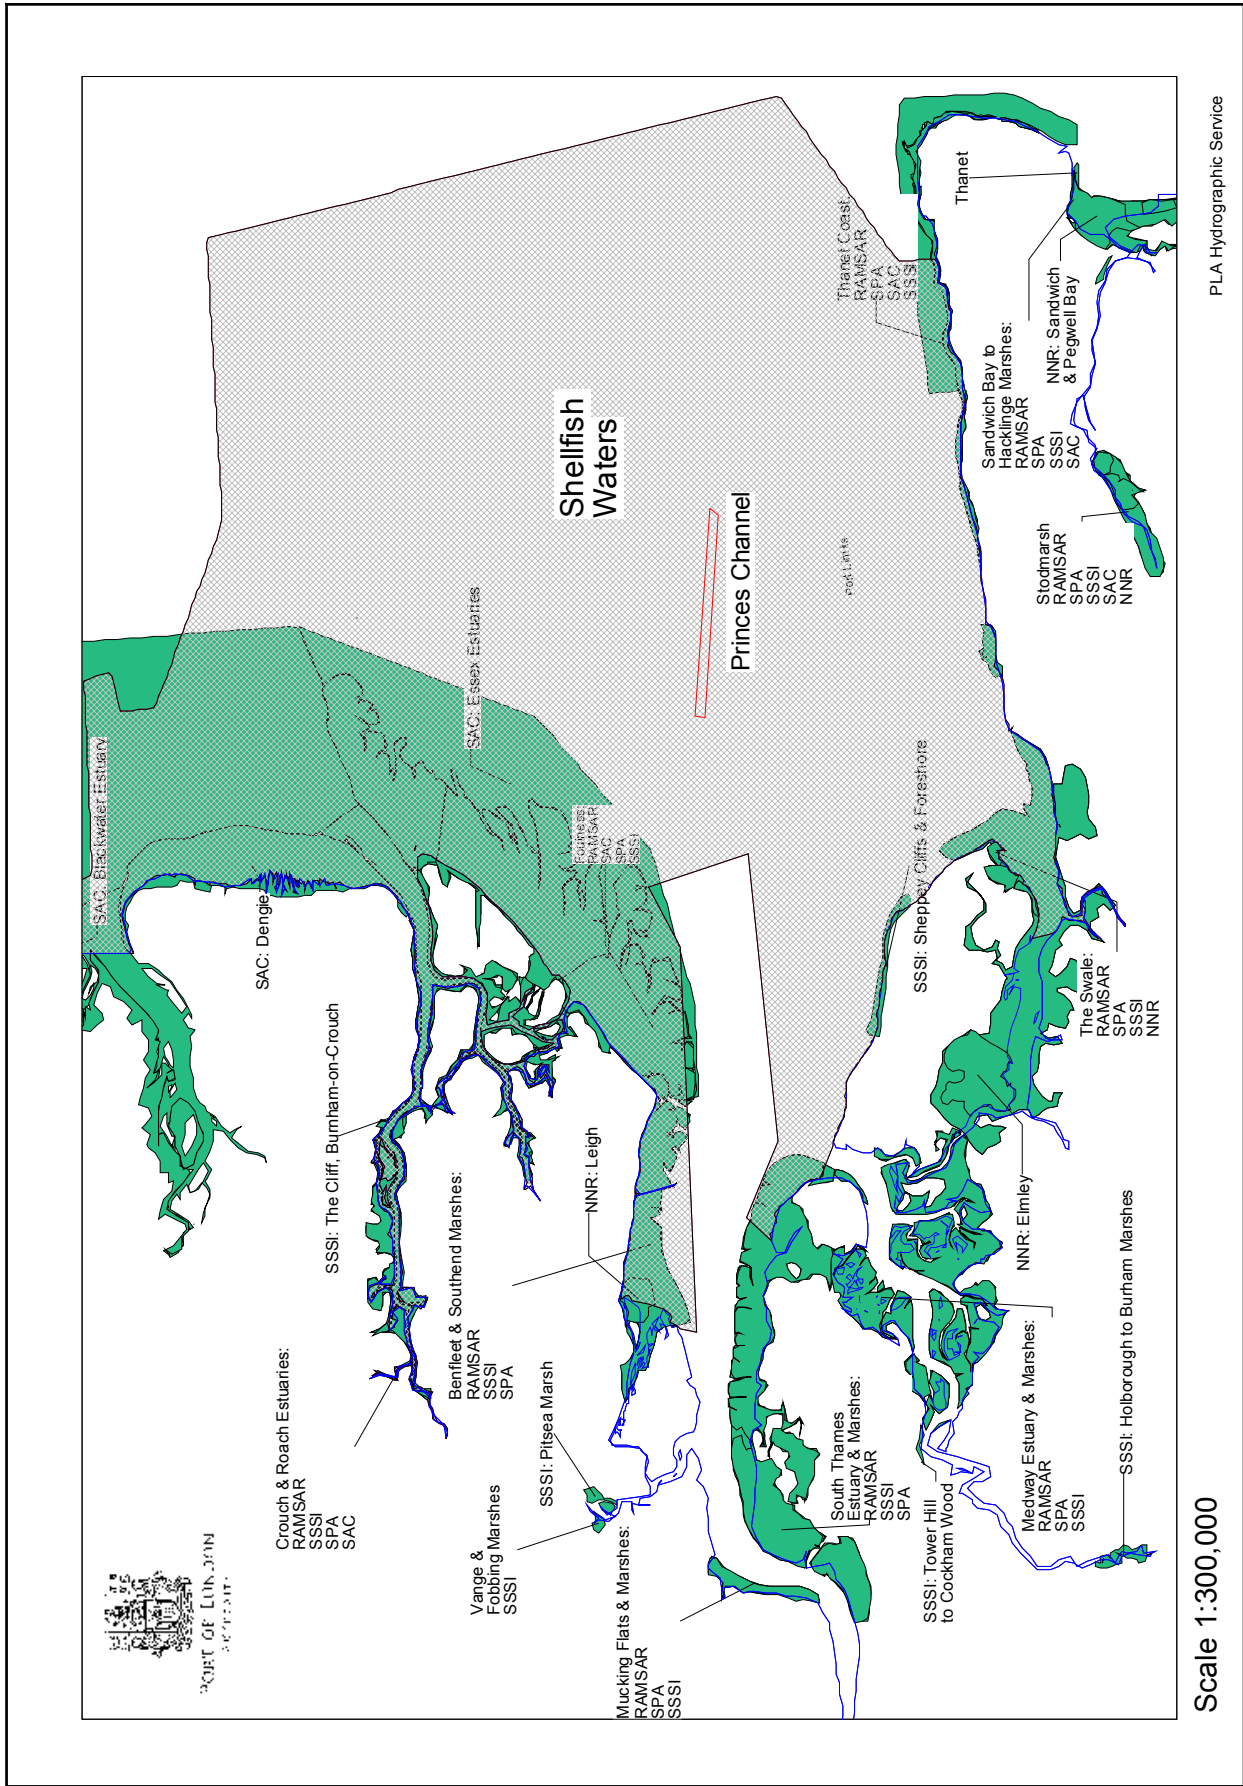 PORT OF LONDON
AUTHORITY
Crouch & Roach Estuaries:
RAMSAR
SSSI
SPA
SAC
SSSI: The Cliff, Burnham-on-Crouch
SAC: Dengie
SAC: Blackwater Estuary
Vange &
Fobbing Marshes
SSSI
SSSI: Pitsea Marsh
Benfleet & Southend Marshes:
RAMSAR
SSSI
SPA
NNR: Leigh
Foulness:
RAMSAR
SAC
SPA
SSSI
SAC: Essex Estuaries
Shellfish
Waters
Mucking Flats & Marshes:
RAMSAR
SPA
SSSI
Princes Channel
Port Limits
Thanet Coast:
RAMSAR
SPA
SAC
SSSI
South Thames
Estuary & Marshes:
RAMSAR
SSSI
SPA
SSSI: Sheppey Cliffs & Foreshore
SSSI: Tower Hill
to Cockham Wood
Thanet
Medway Estuary & Marshes:
RAMSAR
SPA
SSSI
NNR: Elmley
The Swale:
RAMSAR
SPA
SSSI
NNR
Stodmarsh
RAMSAR
SPA
SSSI
SAC
NNR
Sandwich Bay to
Hacklinge Marshes:
RAMSAR
SPA
SSSI
SAC
NNR: Sandwich
& Pegwell Bay
SSSI: Holborough to Burham Marshes
Scale 1:300,000
PLA Hydrographic Service